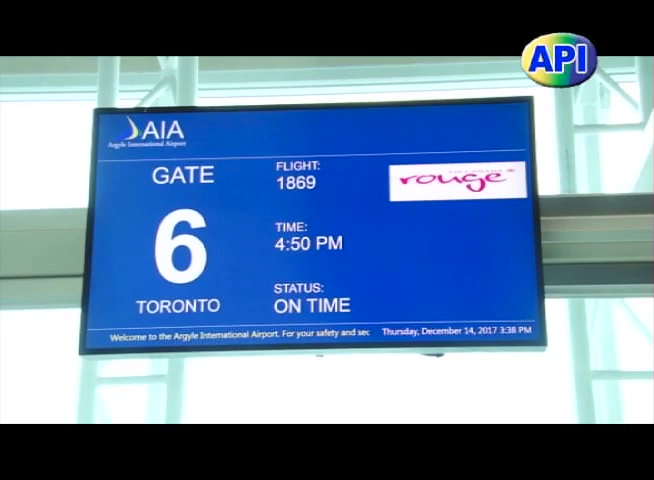 API
AIA
Argyle International Airport
GATE
6
TORONTO
FLIGHT:
1869
TIME:
4:50 PM
STATUS:
ON TIME
rouge
Welcome to the Argyle International Airport. For your safety and sec
Thursday, December 14, 2017 3:38 PM